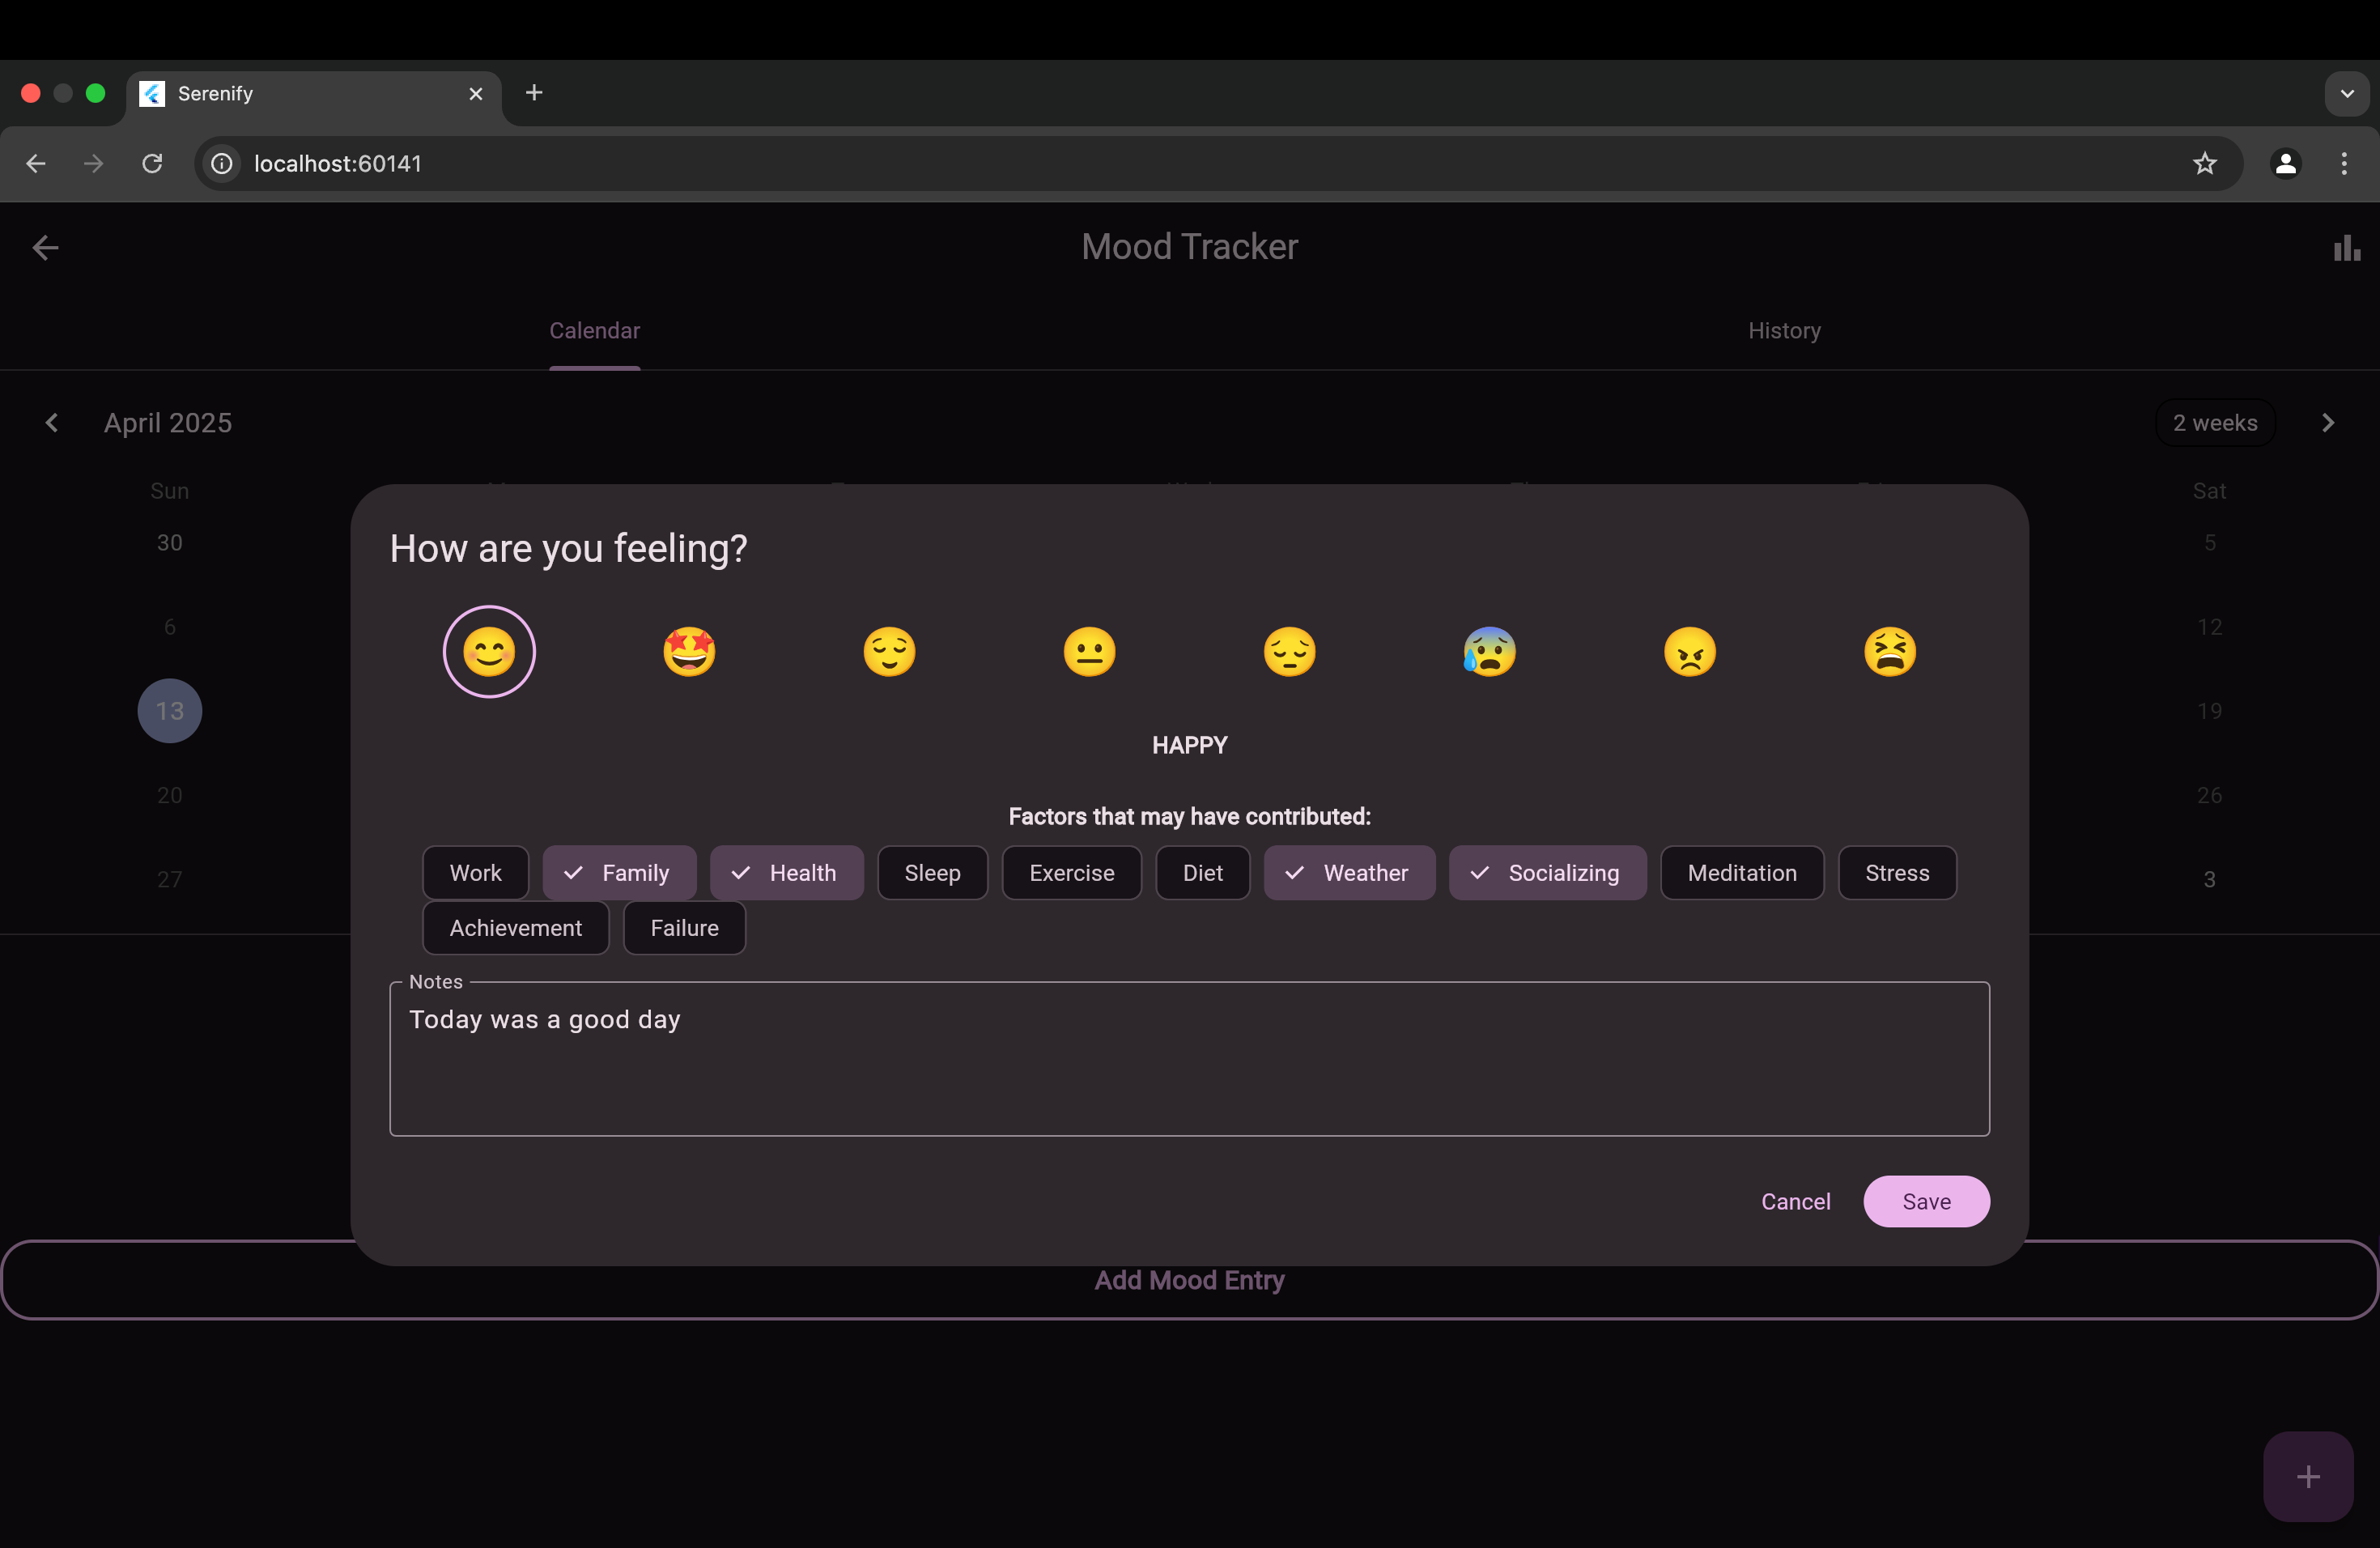 Serenify
localhost:60141
Mood Tracker
Calendar History
April 2025 2 weeks
Sun Sat
30 5
6 12
13 19
20 26
27 3
How are you feeling?
HAPPY
Factors that may have contributed:
Work Family Health Sleep Exercise Diet Weather Socializing Meditation Stress
Achievement Failure
Notes
Today was a good day
Cancel Save
Add Mood Entry